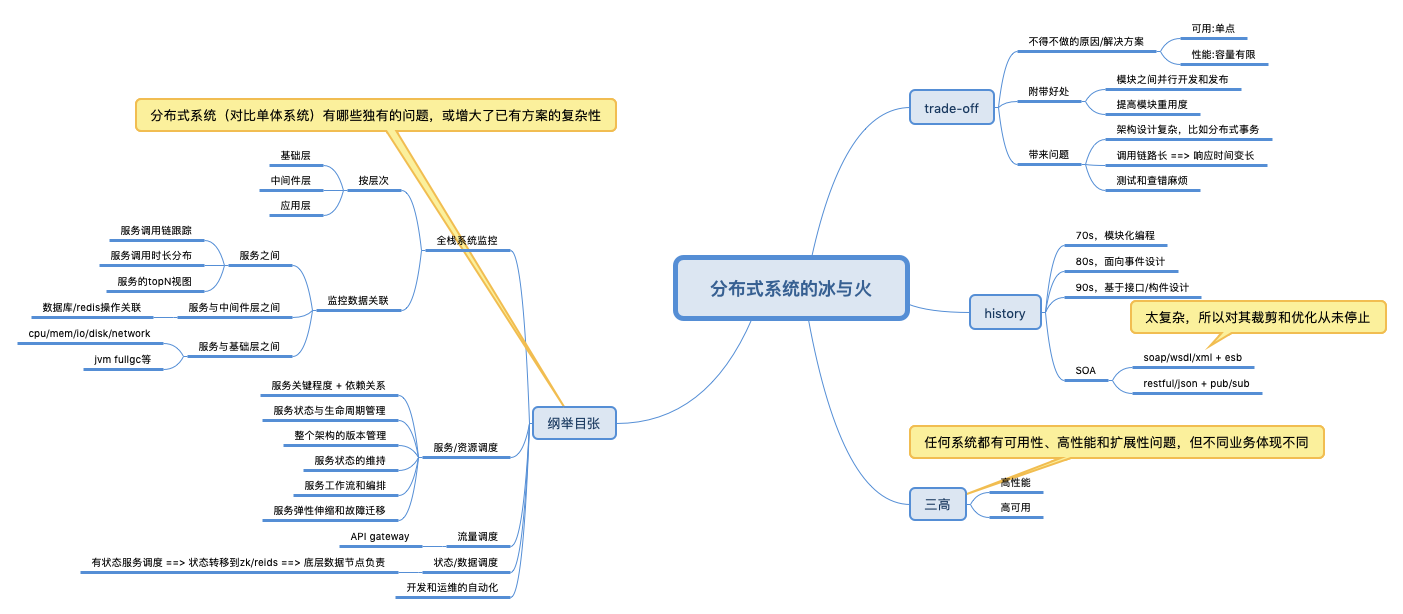 分布式系统的冰与火
trade-off
不得不做的原因/解决方案
可用:单点
性能:容量有限
附带好处
模块之间并行开发和发布
提高模块重用度
带来问题
架构设计复杂，比如分布式事务
调用链路长 ==> 响应时间变长
测试和查错麻烦
history
70s，模块化编程
80s，面向事件设计
90s，基于接口/构件设计
太复杂，所以对其裁剪和优化从未停止
SOA
soap/wsdl/xml + esb
restful/json + pub/sub
任何系统都有可用性、高性能和扩展性问题，但不同业务体现不同
三高
高性能
高可用
分布式系统（对比单体系统）有哪些独有的问题，或增大了已有方案的复杂性
纲举目张
全栈系统监控
按层次
基础层
中间件层
应用层
监控数据关联
服务之间
服务调用链跟踪
服务调用时长分布
服务的topN视图
服务与中间件层之间
数据库/redis操作关联
服务与基础层之间
cpu/mem/io/disk/network
jvm fullgc等
服务/资源调度
服务关键程度 + 依赖关系
服务状态与生命周期管理
整个架构的版本管理
服务状态的维持
服务工作流和编排
服务弹性伸缩和故障迁移
流量调度
API gateway
状态/数据调度
有状态服务调度 ==> 状态转移到zk/reids ==> 底层数据节点负责
开发和运维的自动化